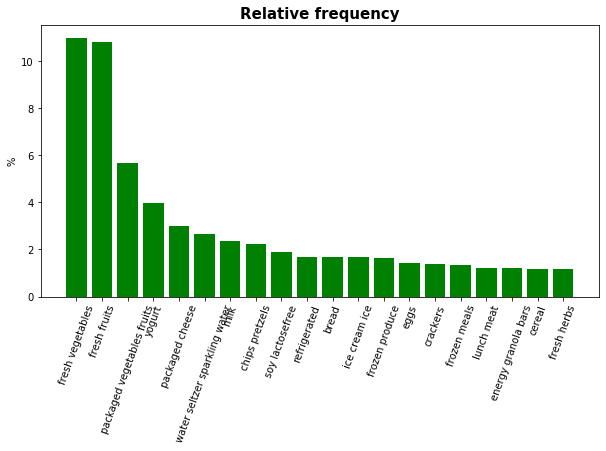 Relative frequency
%
10
8
6
4
2
0
fresh vegetables
fresh fruits
packaged vegetables fruits
yogurt
packaged cheese
water seltzer sparkling water
milk
chips pretzels
soy lactosefree
refrigerated
bread
ice cream ice
frozen produce
eggs
crackers
frozen meals
lunch meat
energy granola bars
cereal
fresh herbs